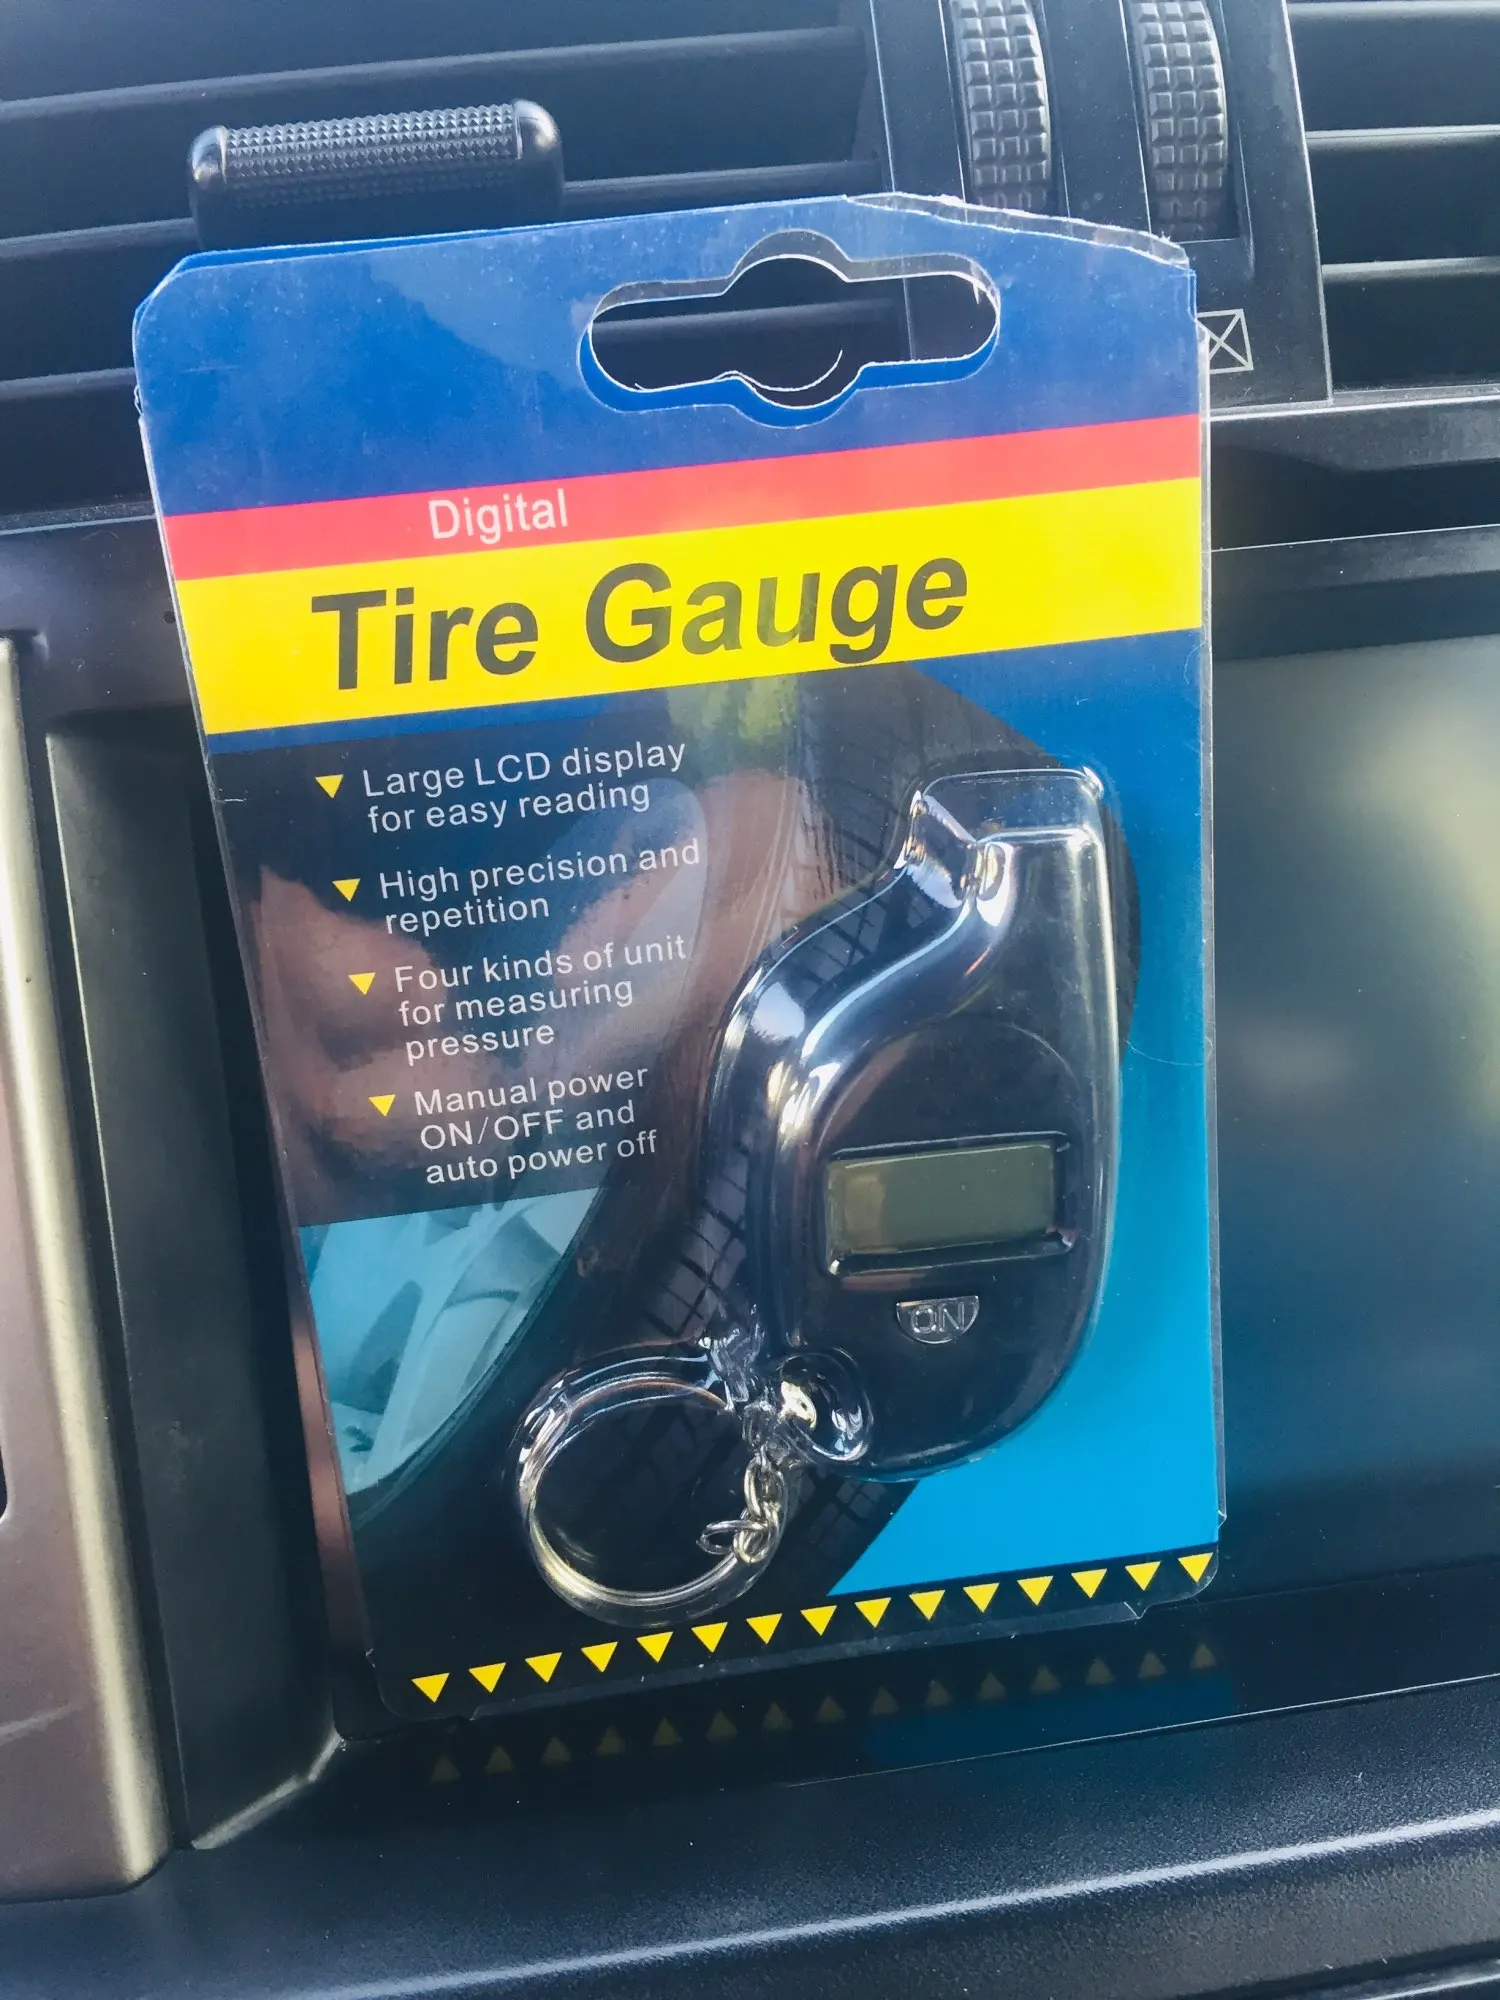 Digital
Tire Gauge
Large LCD display
for easy reading
High precision and
repetition
Four kinds of unit
for measuring
pressure
Manual power
ON/OFF and
auto power off
ON